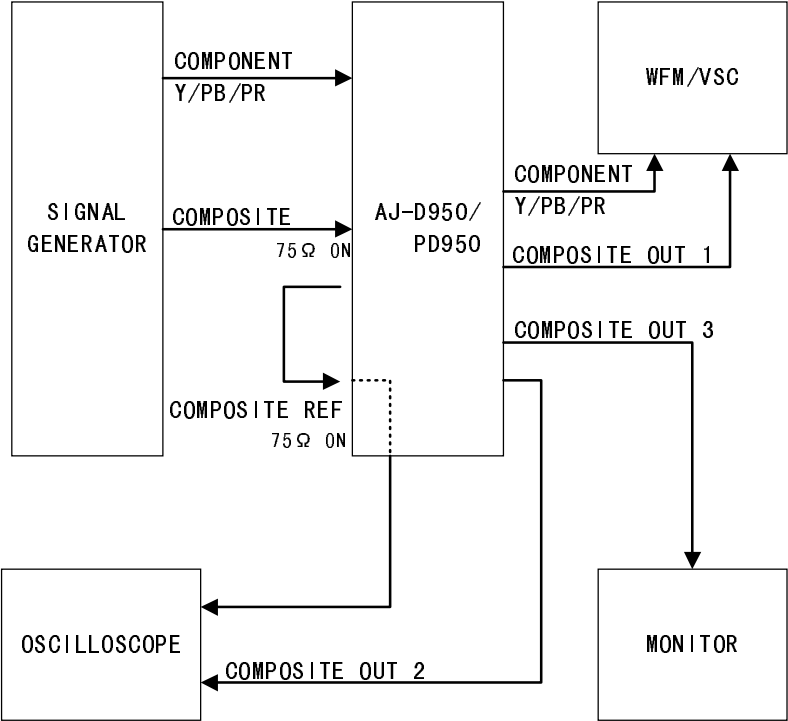 COMPONENT
Y/PB/PR
WFM/VSC
COMPONENT
Y/PB/PR
SIGNAL
GENERATOR
COMPOSITE
75Ω ON
AJ-D950/
PD950
COMPOSITE OUT 1
COMPOSITE OUT 3
COMPOSITE REF
75Ω ON
OSCILLOSCOPE
COMPOSITE OUT 2
MONITOR